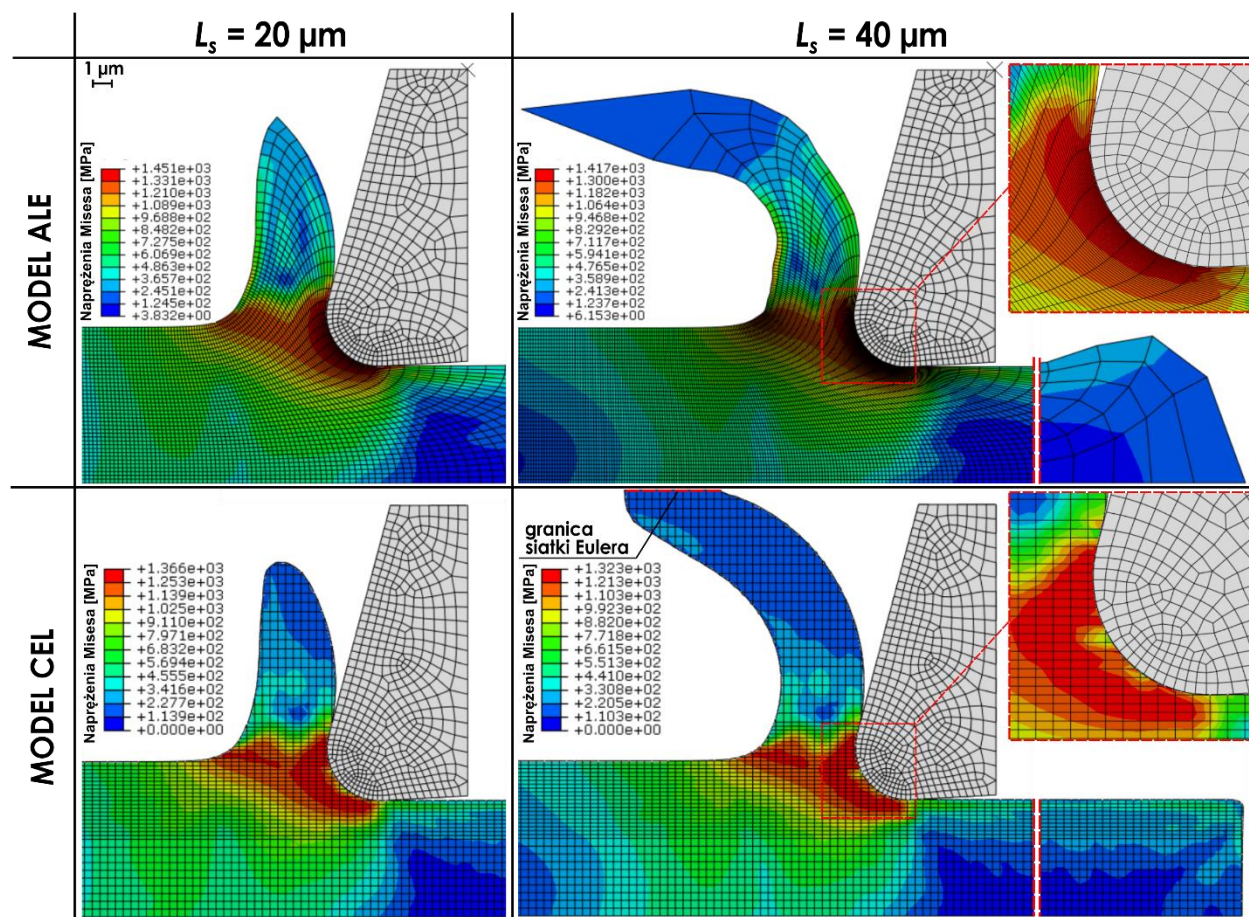 Ls = 20 µm
Ls = 40 µm
MODEL ALE
1 µm
Naprężenia Misesa [MPa]
+1.451e+03
+1.331e+03
+1.210e+03
+1.089e+03
+9.688e+02
+8.482e+02
+7.275e+02
+6.069e+02
+4.863e+02
+3.657e+02
+2.451e+02
+1.245e+02
+3.832e+00
Naprężenia Misesa [MPa]
+1.417e+03
+1.300e+03
+1.182e+03
+1.064e+03
+9.468e+02
+8.292e+02
+7.117e+02
+5.941e+02
+4.765e+02
+3.589e+02
+2.413e+02
+1.237e+02
+6.153e+00
MODEL CEL
Naprężenia Misesa [MPa]
+1.366e+03
+1.253e+03
+1.139e+03
+1.025e+03
+9.110e+02
+7.971e+02
+6.832e+02
+5.694e+02
+4.555e+02
+3.416e+02
+2.277e+02
+1.139e+02
+0.000e+00
granica
siatki Eulera
Naprężenia Misesa [MPa]
+1.323e+03
+1.213e+03
+1.103e+03
+9.923e+02
+8.820e+02
+7.718e+02
+6.615e+02
+5.513e+02
+4.410e+02
+3.308e+02
+2.205e+02
+1.103e+02
+0.000e+00